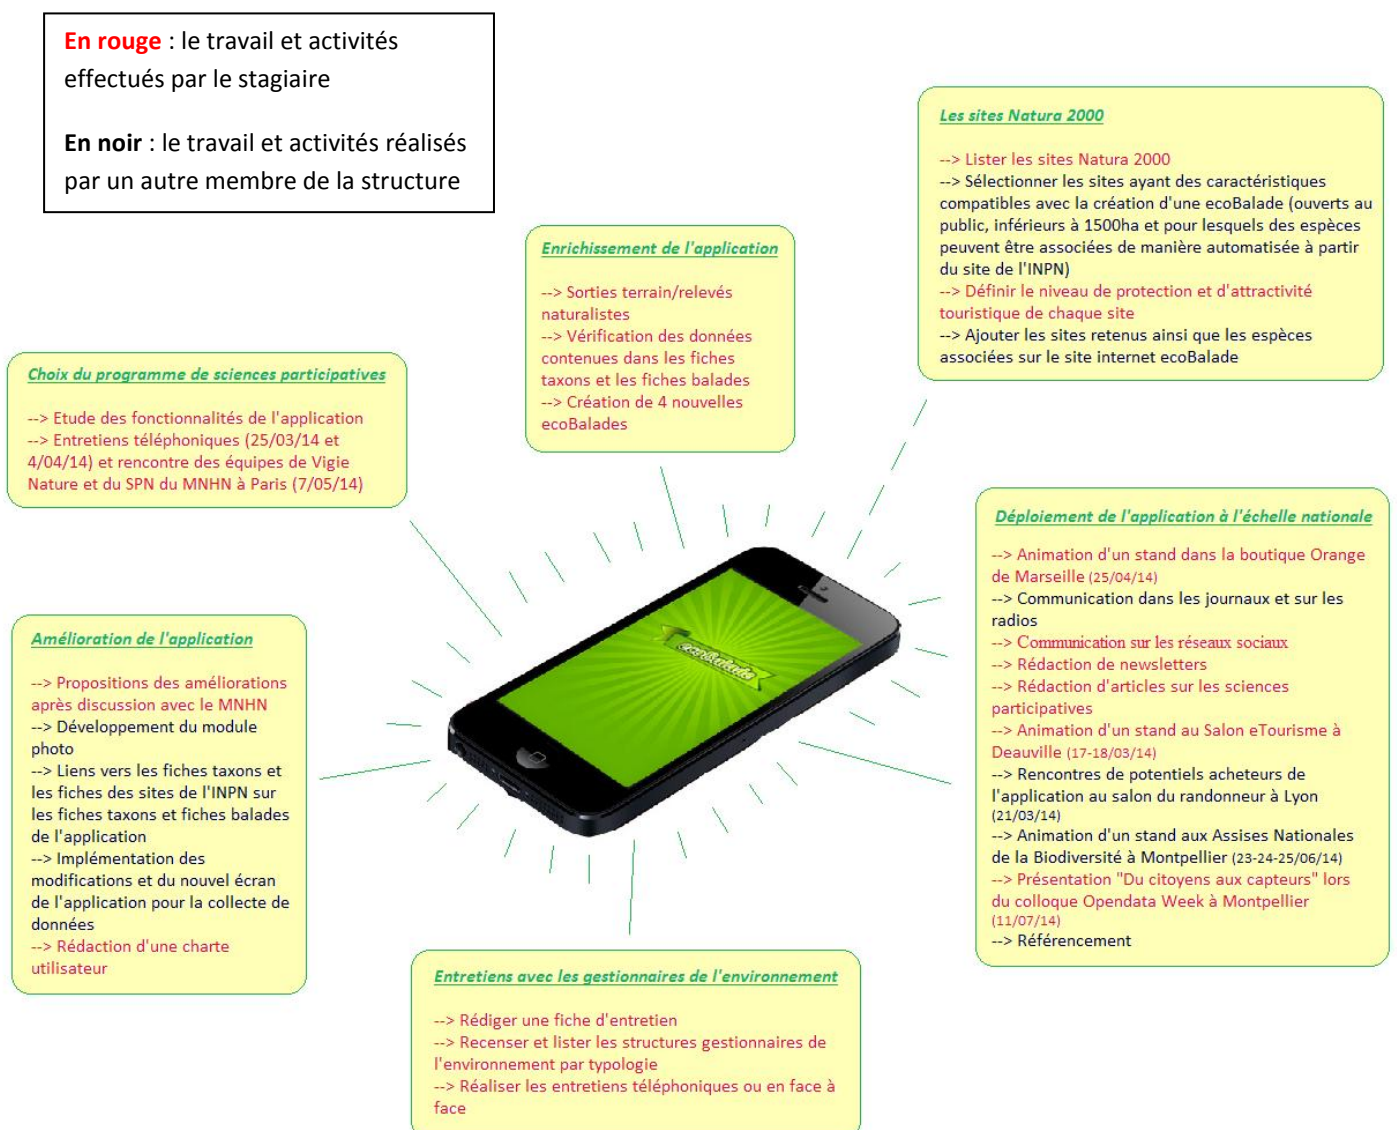 En rouge : le travail et activités
effectués par le stagiaire
En noir : le travail et activités réalisés
par un autre membre de la structure
Les sites Natura 2000
--> Lister les sites Natura 2000
--> Sélectionner les sites ayant des caractéristiques
compatibles avec la création d'une ecoBalade (ouverts au
public, inférieurs à 1500ha et pour lesquels des espèces
peuvent être associées de manière automatisée à partir
du site de l'INPN)
--> Définir le niveau de protection et d'attractivité
touristique de chaque site
--> Ajouter les sites retenus ainsi que les espèces
associées sur le site internet ecoBalade
Enrichissement de l'application
--> Sorties terrain/relevés
naturalistes
--> Vérification des données
contenues dans les fiches
taxons et les fiches balades
--> Création de 4 nouvelles
ecoBalades
Choix du programme de sciences participatives
--> Etude des fonctionnalités de l'application
--> Entretiens téléphoniques (25/03/14 et
4/04/14) et rencontre des équipes de Vigie
Nature et du SPN du MNHN à Paris (7/05/14)
Déploiement de l'application à l'échelle nationale
--> Animation d'un stand dans la boutique Orange
de Marseille (25/04/14)
--> Communication dans les journaux et sur les
radios
--> Communication sur les réseaux sociaux
--> Rédaction de newsletters
--> Rédaction d'articles sur les sciences
participatives
--> Animation d'un stand au Salon eTourisme à
Deauville (17-18/03/14)
--> Rencontres de potentiels acheteurs de
l'application au salon du randonneur à Lyon
(21/03/14)
--> Animation d'un stand aux Assises Nationales
de la Biodiversité à Montpellier (23-24-25/06/14)
--> Présentation "Du citoyens aux capteurs" lors
du colloque Opendata Week à Montpellier
(11/07/14)
--> Référencement
Amélioration de l'application
--> Propositions des améliorations
après discussion avec le MNHN
--> Développement du module
photo
--> Liens vers les fiches taxons et
les fiches des sites de l'INPN sur
les fiches taxons et fiches balades
de l'application
--> Implémentation des
modifications et du nouvel écran
de l'application pour la collecte de
données
--> Rédaction d'une charte
utilisateur
ecoBalade
Entretiens avec les gestionnaires de l'environnement
--> Rédiger une fiche d'entretien
--> Recenser et lister les structures gestionnaires de
l'environnement par typologie
--> Réaliser les entretiens téléphoniques ou en face à
face